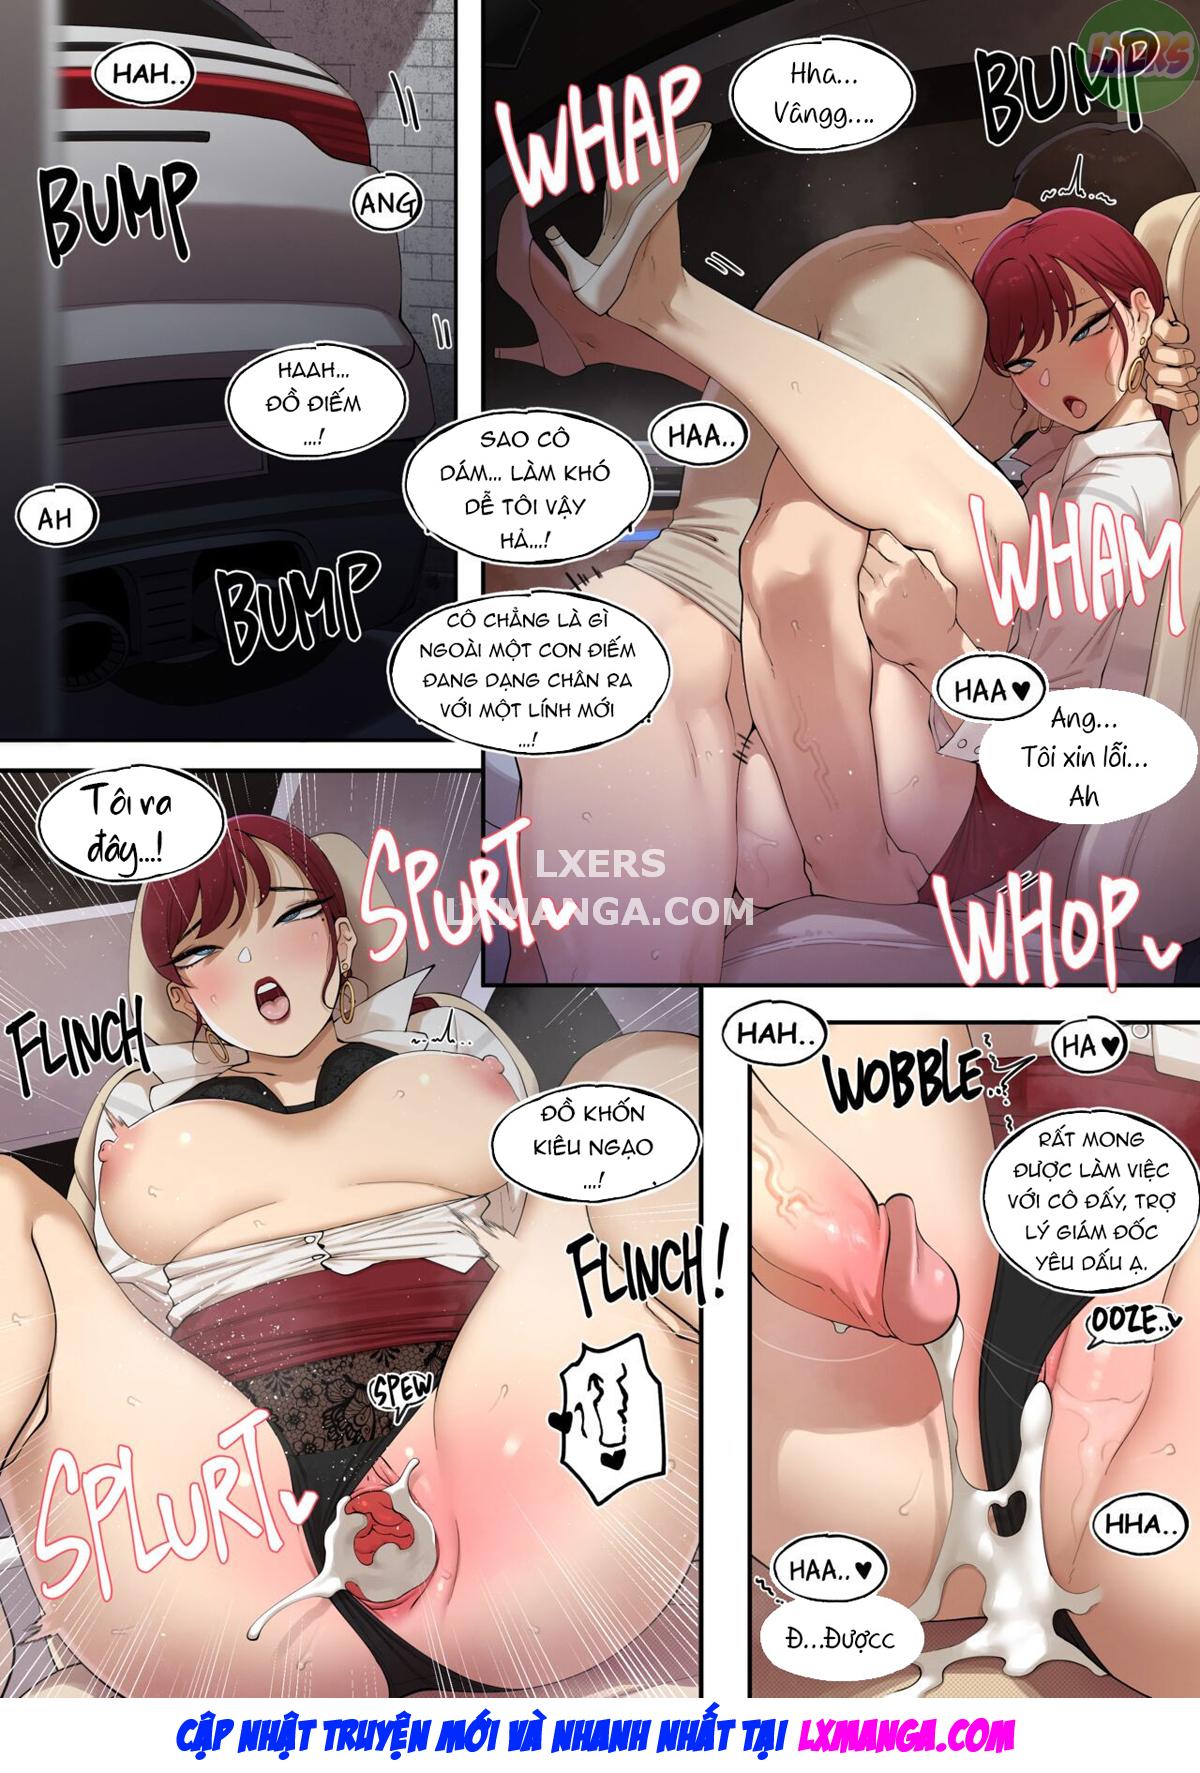 HAH..
BUMP
ANG
HAAH...
ĐỒ ĐIẾM
...!
AH
BUMP
LXERS
BUMP
Hha...
Vângg....
WHAP
SAO CÔ
DÁM... LÀM KHÓ
DỄ TÔI VẬY
HẢ...!
HAA..
WHAM
CÔ CHẲNG LÀ GÌ
NGOÀI MỘT CON ĐIẾM
ĐANG DẠNG CHÂN RA
VỚI MỘT LÍNH MỚI
...!
HAA♥
Ang...
Tôi xin lỗi...
Ah
WHOP
LXERS
LXMANGA.COM
Tôi ra
đây...!
SPURT
FLINCH
ĐỒ KHỐN
KIÊU NGẠO
...!
FLINCH!
SPEW
SPLURT
HAH..
WOBBLE...
HA♥
RẤT MONG
ĐƯỢC LÀM VIỆC
VỚI CÔ ĐẤY, TRỢ
LÝ GIÁM ĐỐC
YÊU DẤU Ạ.
OOZE..
HHA..
HAA..♥
Đ...Đượcc
CẬP NHẬT TRUYỆN MỚI VÀ NHANH NHẤT TẠI LXMANGA.COM